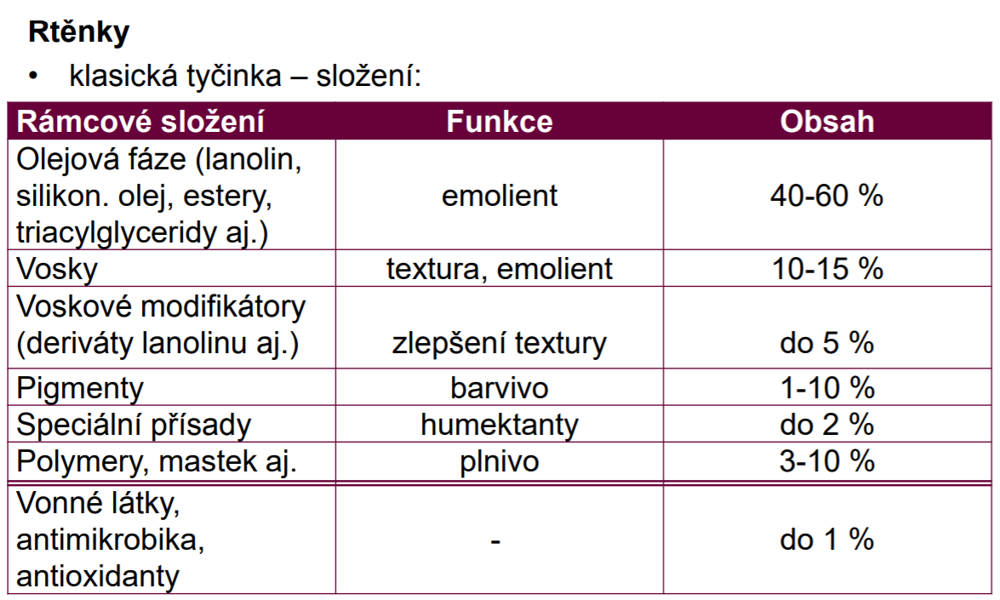 Rtěnky
• klasická tyčinka – složení:
Rámcové složení Funkce Obsah
Olejová fáze (lanolin,
silikon. olej, estery,
triacylglyceridy aj.)
emolient 40-60 %
Vosky textura, emolient 10-15 %
Voskové modifikátory
(deriváty lanolinu aj.) zlepšení textury do 5 %
Pigmenty barvivo 1-10 %
Speciální přísady humektanty do 2 %
Polymery, mastek aj. plnivo 3-10 %
Vonné látky,
antimikrobika,
antioxidanty
- do 1 %